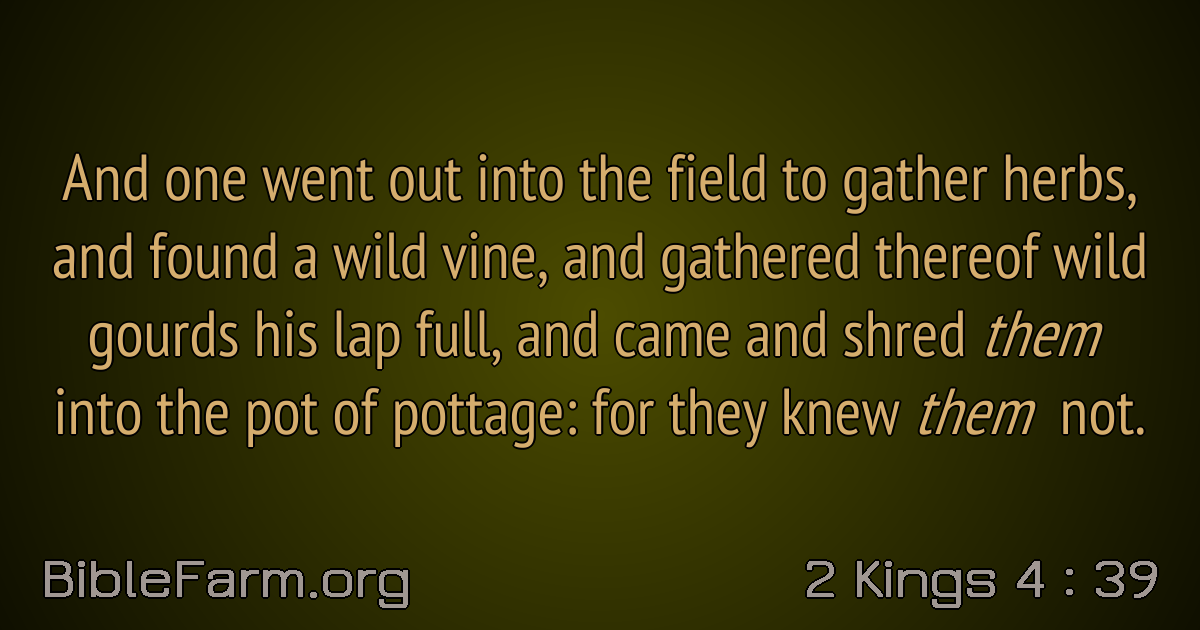 And one went out into the field to gather herbs,
and found a wild vine, and gathered thereof wild
gourds his lap full, and came and shred them
into the pot of pottage: for they knew them not.
BibleFarm.org
2 Kings 4 : 39